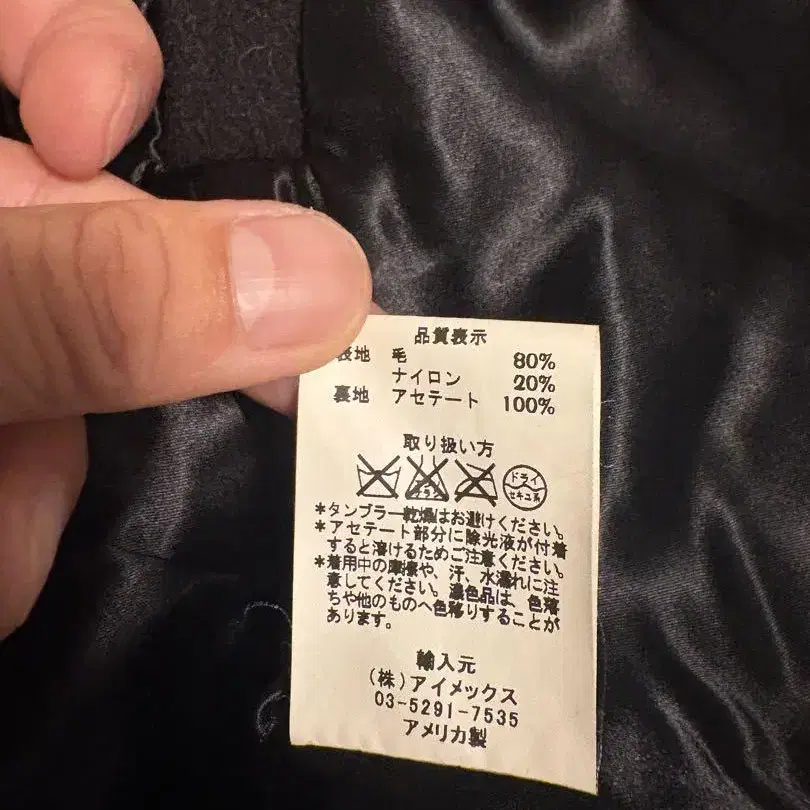 品質表示
表地 毛 80%
ナイロン 20%
裏地 アセテート 100%
取り扱い方
エンソ サラシ
ドライ
セキユ系
*タンブラー乾燥はお避けください。
*アセテート部分に除光液が付着
すると溶けるためご注意ください。
*着用中の摩擦や、汗、水濡れに注
意してください。濃色品は、色落
ちや他のものへ色移りすることが
あります。
輸入元
(株)アイメックス
03-5291-7535
アメリカ製